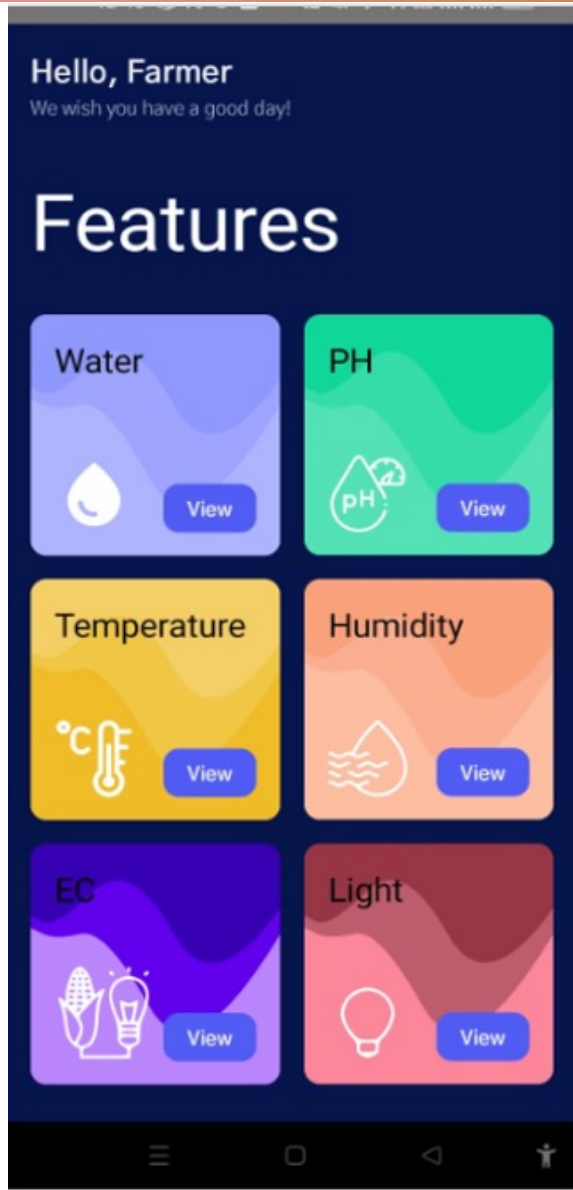 Hello, Farmer
We wish you have a good day!
Features
Water
View
PH
pH
View
Temperature
°C
View
Humidity
View
EC
View
Light
View